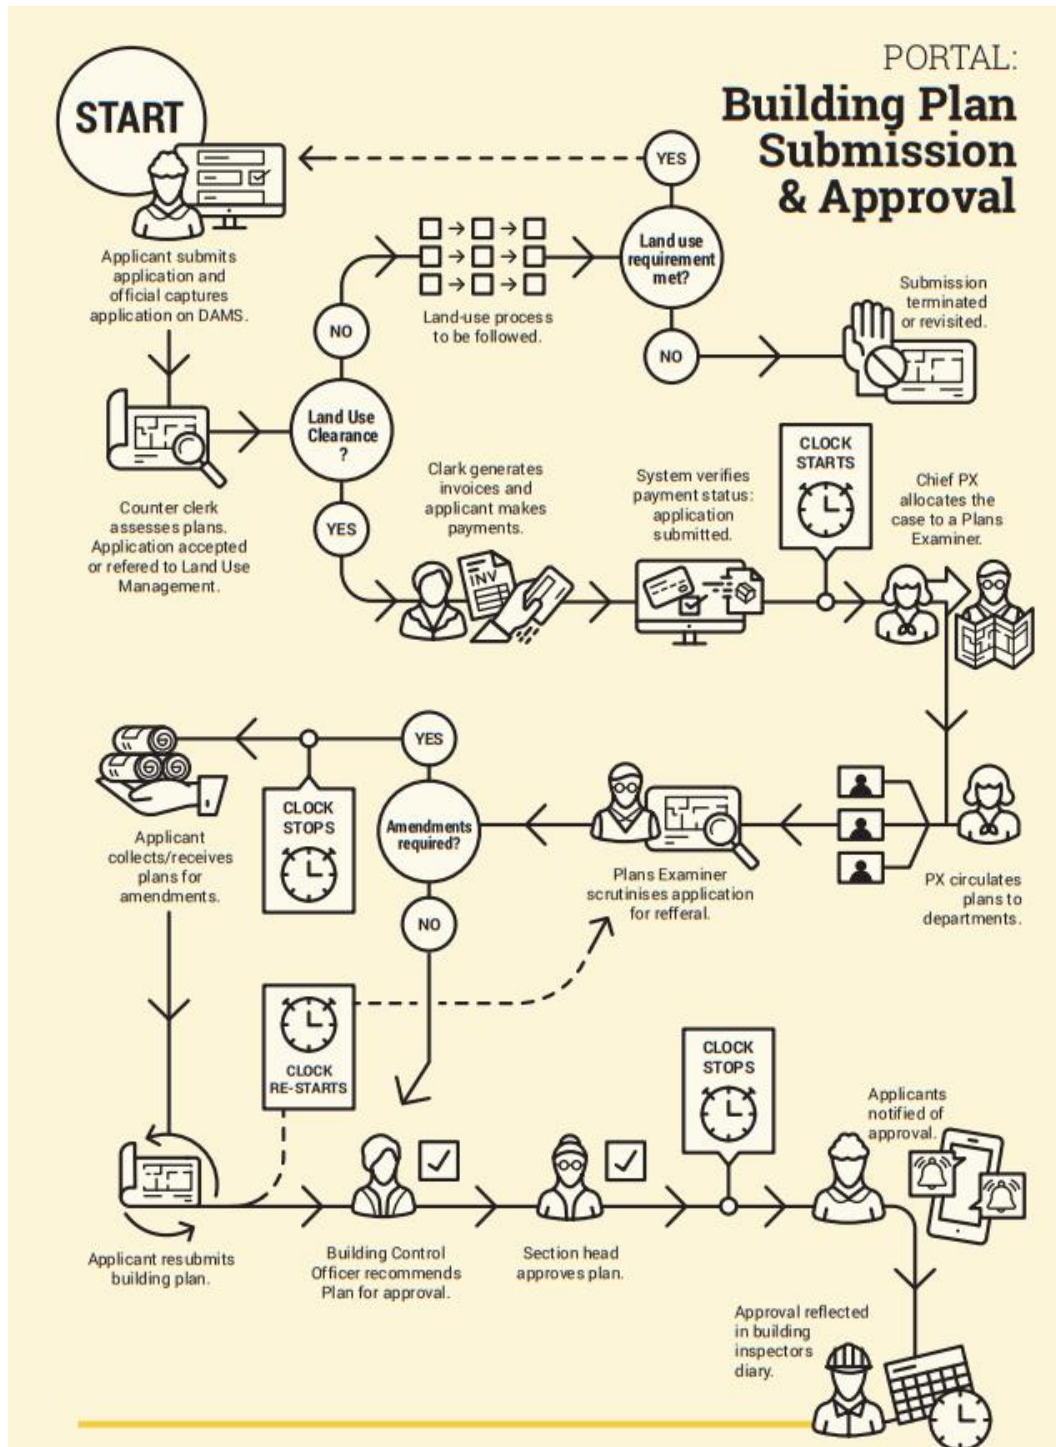 PORTAL:
Building Plan
Submission
& Approval
START
Applicant submits
application and
official captures
application on DAMS.
YES
Land use
requirement
met?
NO
Submission
terminated
or revisited.
Land-use process
to be followed.
NO
Land Use
Clearance
?
YES
Counter clerk
assesses plans.
Application accepted
or refered to Land Use
Management.
Clark generates
invoices and
applicant makes
payments.
INV
System verifies
payment status:
application
submitted.
CLOCK
STARTS
Chief PX
allocates the
case to a Plans
Examiner.
PX circulates
plans to
departments.
Plans Examiner
scrutinises application
for refferal.
Amendments
required?
YES
NO
CLOCK
STOPS
Applicant
collects/receives
plans for
amendments.
CLOCK
RE-STARTS
Applicant resubmits
building plan.
Building Control
Officer recommends
Plan for approval.
Section head
approves plan.
CLOCK
STOPS
Applicants
notified of
approval.
Approval reflected
in building
inspectors
diary.